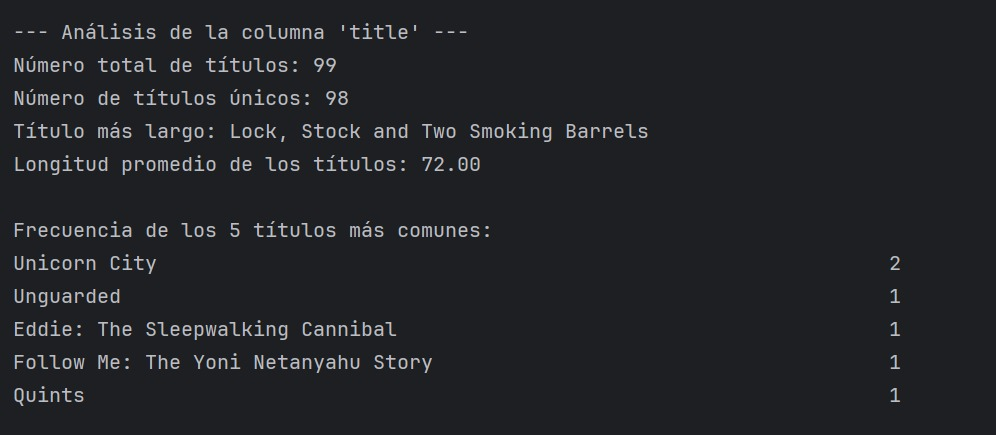 --- Análisis de la columna 'title' ---
Número total de títulos: 99
Número de títulos únicos: 98
Título más largo: Lock, Stock and Two Smoking Barrels
Longitud promedio de los títulos: 72.00
Frecuencia de los 5 títulos más comunes:
Unicorn City 2
Unguarded 1
Eddie: The Sleepwalking Cannibal 1
Follow Me: The Yoni Netanyahu Story 1
Quints 1